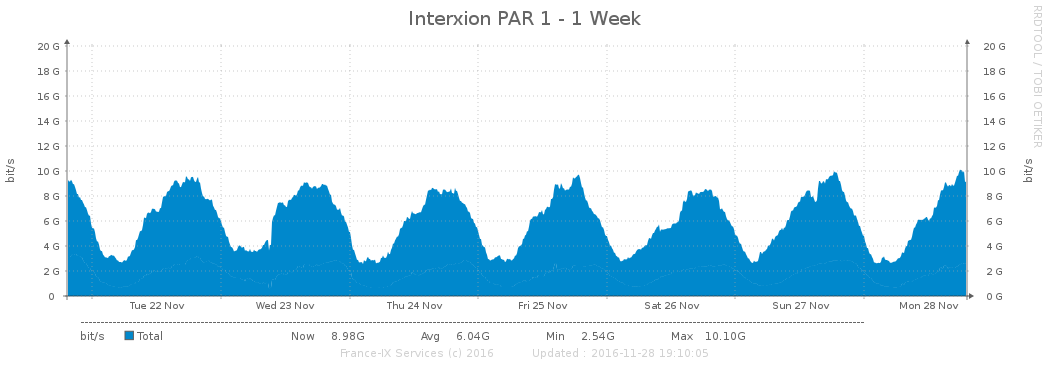 Interxion PAR 1 - 1 Week
RRDTOOL / TOBI OETIKER
bit/s
bit/s
20 G 20 G
18 G 18 G
16 G 16 G
14 G 14 G
12 G 12 G
10 G 10 G
8 G 8 G
6 G 6 G
4 G 4 G
2 G 2 G
0 0 G
Tue 22 Nov Wed 23 Nov Thu 24 Nov Fri 25 Nov Sat 26 Nov Sun 27 Nov Mon 28 Nov
bit/s Total Now 8.98G Avg 6.04G Min 2.54G Max 10.10G
France-IX Services (c) 2016 Updated : 2016-11-28 19:10:05